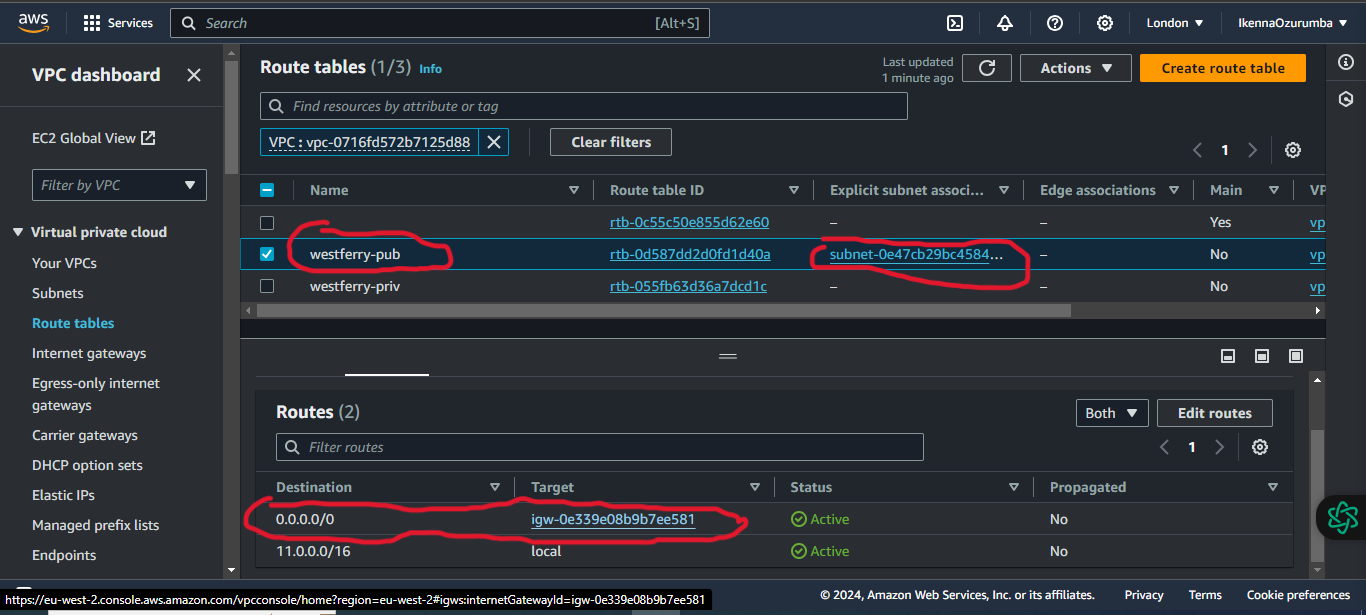 aws
Services
Search
[Alt+S]
London
IkennaOzurumba
VPC dashboard
EC2 Global View
Filter by VPC
Virtual private cloud
Your VPCs
Subnets
Route tables
Internet gateways
Egress-only internet
gateways
Carrier gateways
DHCP option sets
Elastic IPs
Managed prefix lists
Endpoints
Route tables (1/3) Info
Last updated
1 minute ago
Actions
Create route table
Find resources by attribute or tag
VPC : vpc-0716fd572b7125d88
Clear filters
1
Name Route table ID Explicit subnet associ... Edge associations Main VP
rtb-0c55c50e855d62e60 – – Yes vp
westferry-pub rtb-0d587dd2d0fd1d40a subnet-0e47cb29bc4584... – No vp
westferry-priv rtb-055fb63d36a7dcd1c – – No vp
Routes (2)
Both
Edit routes
Filter routes
1
Destination Target Status Propagated
0.0.0.0/0 igw-0e339e08b9b7ee581 Active No
11.0.0.0/16 local Active No
https://eu-west-2.console.aws.amazon.com/vpcconsole/home?region=eu-west-2#igws:internetGatewayId=igw-0e339e08b9b7ee581
© 2024, Amazon Web Services, Inc. or its affiliates.
Privacy
Terms
Cookie preferences